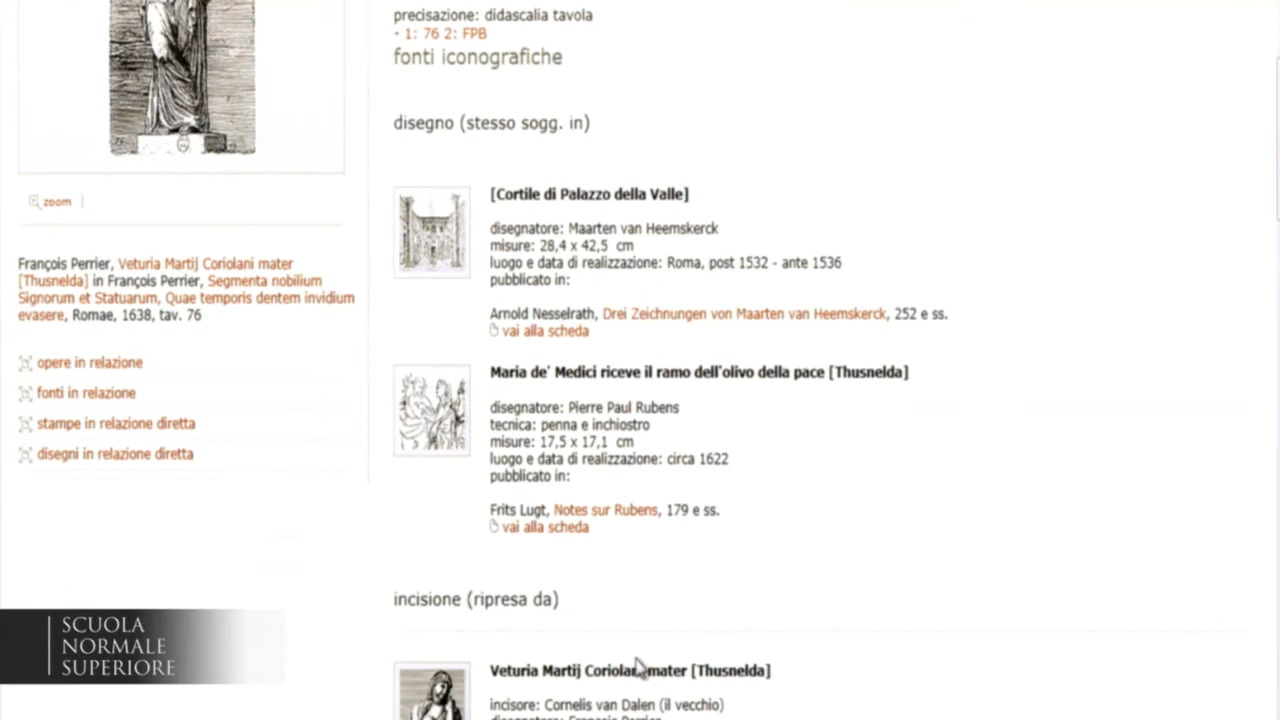 precisazione: didascalia tavola
- 1: 76 2: FPB
fonti iconografiche
disegno (stesso sogg. in)
zoom
François Perrier, Veturia Martij Coriolani mater
[Thusnelda] in François Perrier, Segmenta nobilium
Signorum et Statuarum, Quae temporis dentem invidium
evasere, Romae, 1638, tav. 76
opere in relazione
fonti in relazione
stampe in relazione diretta
disegni in relazione diretta
[Cortile di Palazzo della Valle]
disegnatore: Maarten van Heemskerck
misure: 28,4 x 42,5 cm
luogo e data di realizzazione: Roma, post 1532 - ante 1536
pubblicato in:
Arnold Nesselrath, Drei Zeichnungen von Maarten van Heemskerck, 252 e ss.
vai alla scheda
Maria de' Medici riceve il ramo dell'olivo della pace [Thusnelda]
disegnatore: Pierre Paul Rubens
tecnica: penna e inchiostro
misure: 17,5 x 17,1 cm
luogo e data di realizzazione: circa 1622
pubblicato in:
Frits Lugt, Notes sur Rubens, 179 e ss.
vai alla scheda
incisione (ripresa da)
Veturia Martij Coriolani mater [Thusnelda]
incisore: Cornelis van Dalen (il vecchio)
disegnatore: François Perrier
SCUOLA
NORMALE
SUPERIORE